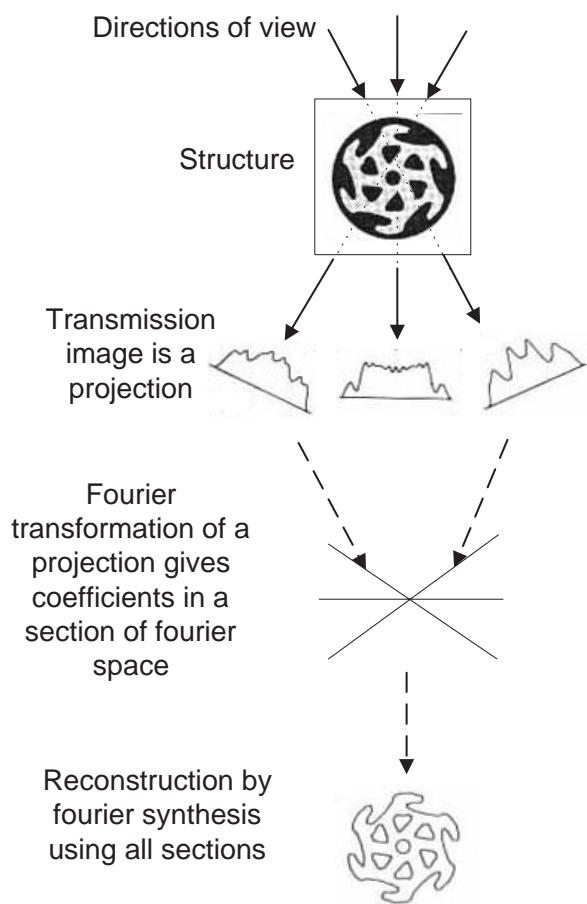 Directions of view
Structure
Transmission
image is a
projection
Fourier
transformation of a
projection gives
coefficients in a
section of fourier
space
Reconstruction by
fourier synthesis
using all sections